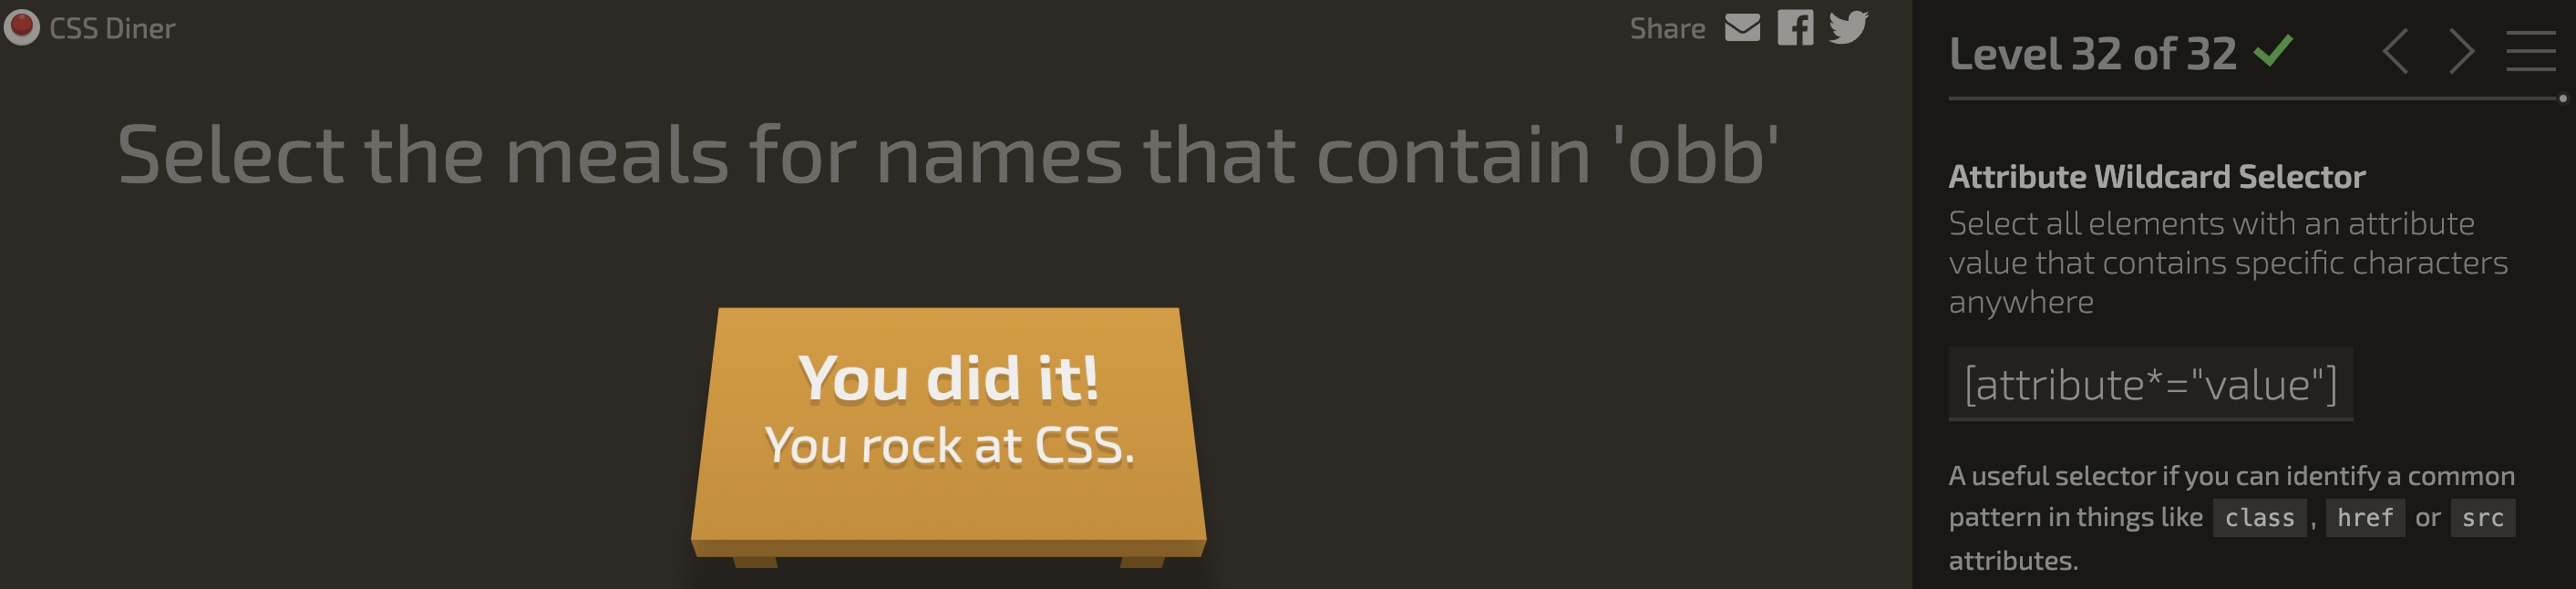 CSS Diner
Share
Select the meals for names that contain 'obb'
You did it!
You rock at CSS.
Level 32 of 32
Attribute Wildcard Selector
Select all elements with an attribute
value that contains specific characters
anywhere
[attribute*="value"]
A useful selector if you can identify a common
pattern in things like class, href or src
attributes.